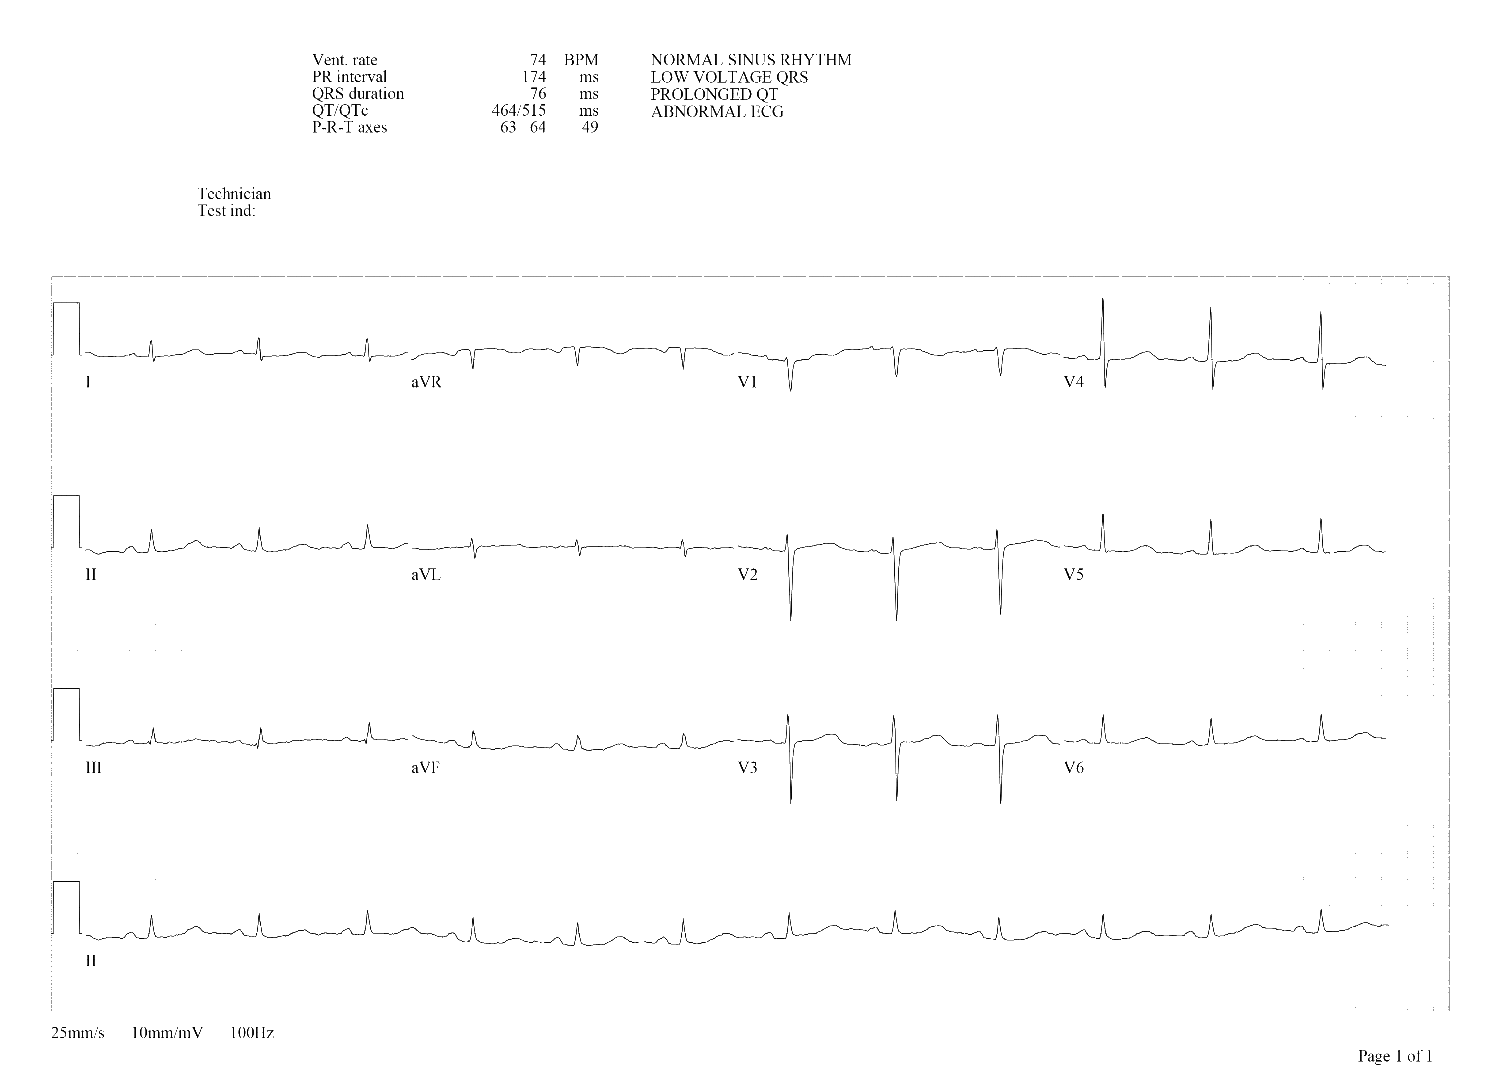 Vent. rate 74 BPM NORMAL SINUS RHYTHM
PR interval 174 ms LOW VOLTAGE QRS
QRS duration 76 ms PROLONGED QT
QT/QTc 464/515 ms ABNORMAL ECG
P-R-T axes 63 64 49
Technician
Test ind:
I aVR V1 V4
II aVL V2 V5
III aVF V3 V6
II
25mm/s 10mm/mV 100Hz
Page 1 of 1